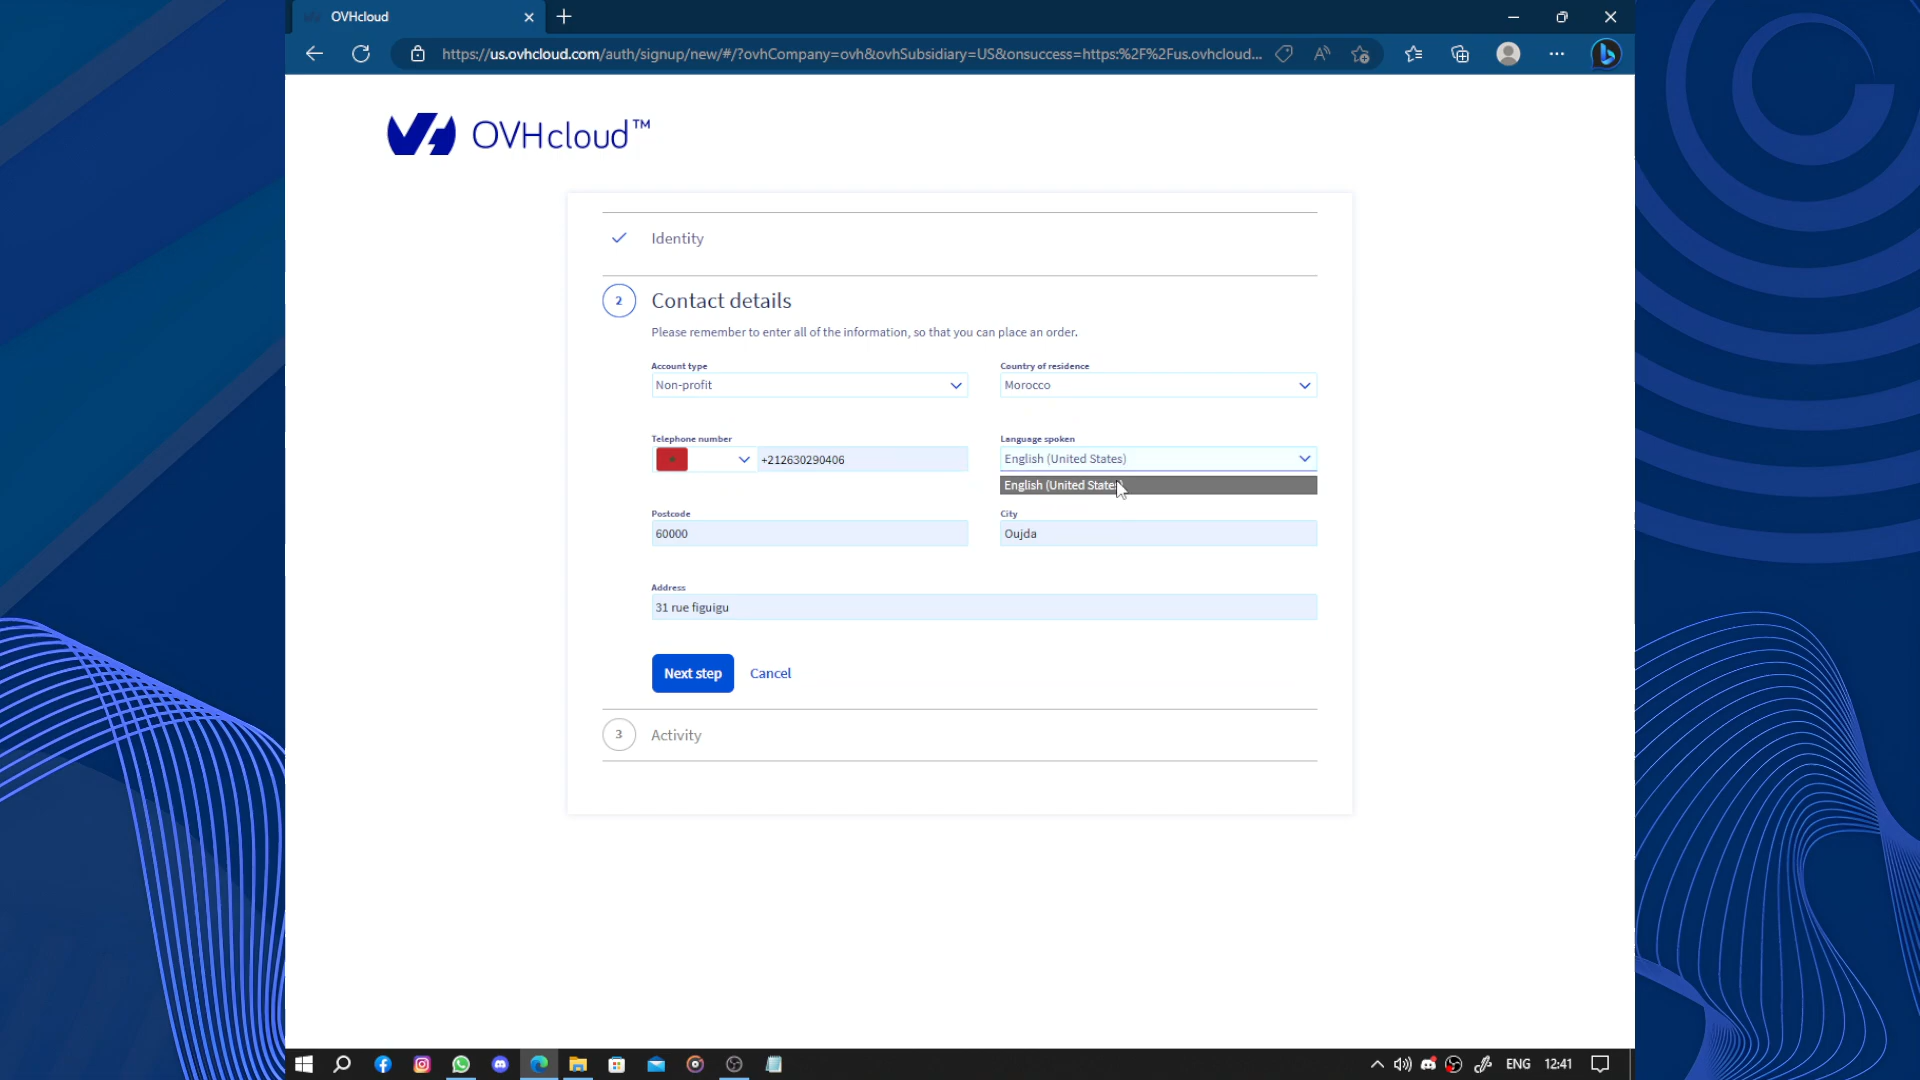 OVHcloud
https://us.ovhcloud.com/auth/signup/new/#/?ovhCompany=ovh&ovhSubsidiary=US&onsuccess=https:%2F%2Fus.ovhcloud...
OVHcloud™
Identity
2 Contact details
Please remember to enter all of the information, so that you can place an order.
Account type Country of residence
Non-profit Morocco
Telephone number Language spoken
+212630290406 English (United States)
English (United States)
Postcode City
60000 Oujda
Address
31 rue figuigu
Next step Cancel
3 Activity
ENG 12:41